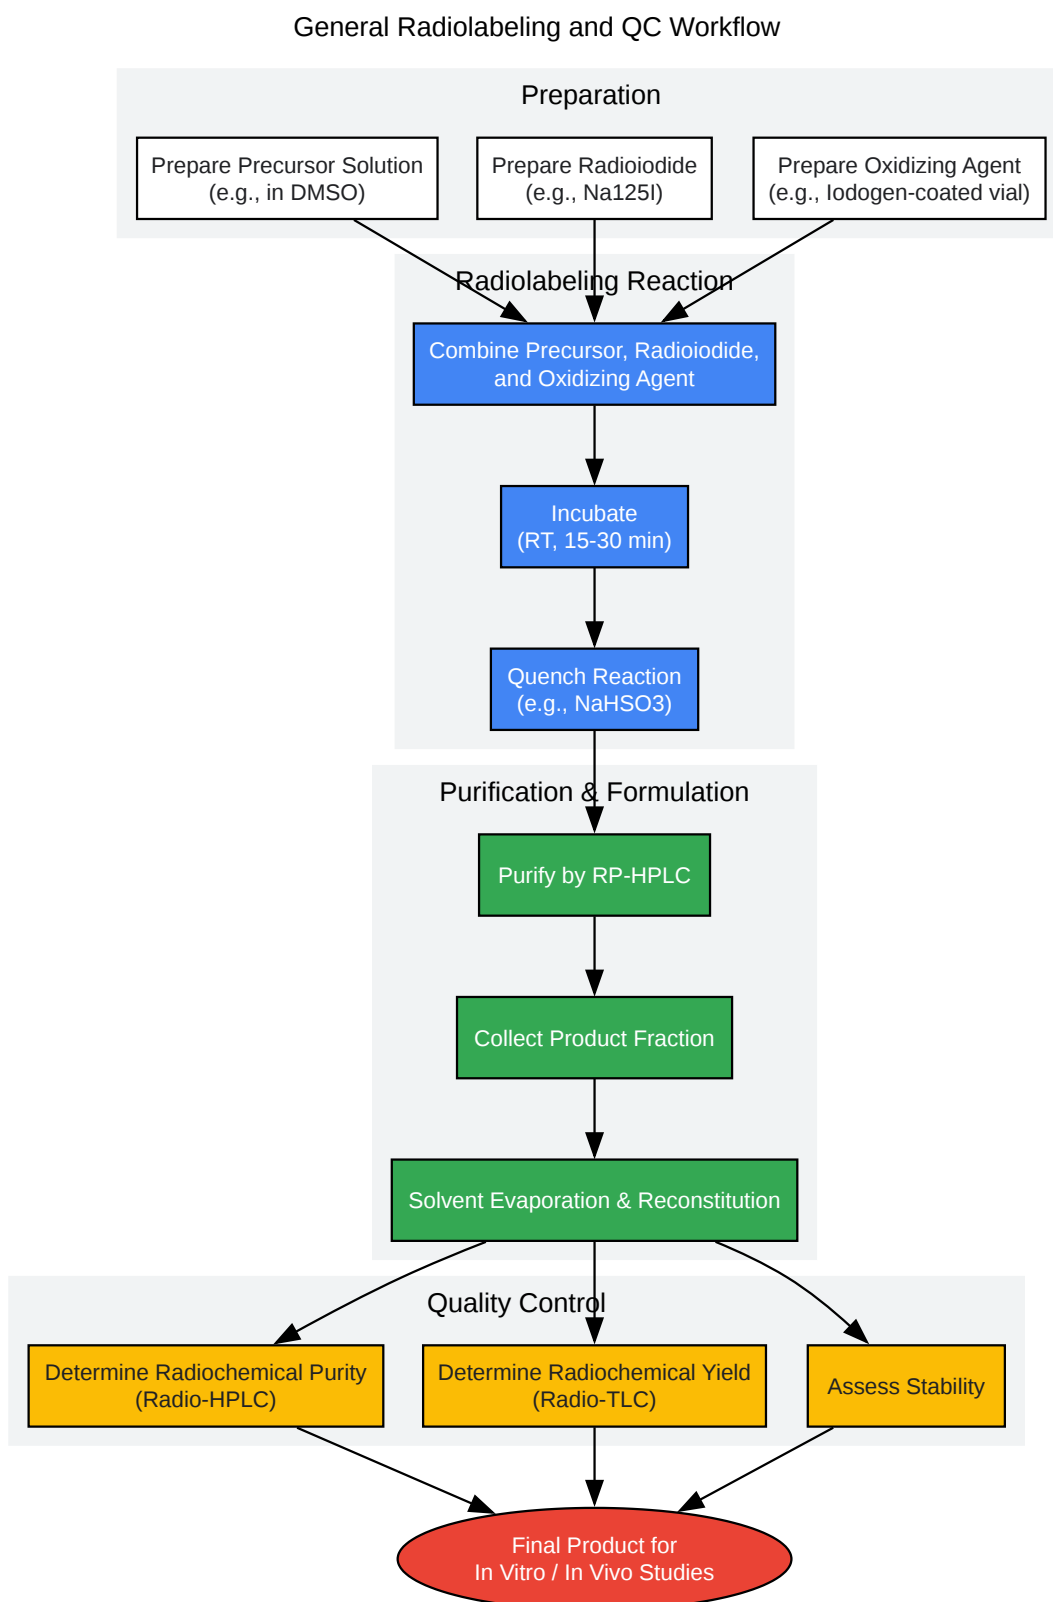 General Radiolabeling and QC Workflow
Preparation
Prepare Precursor Solution
(e.g., in DMSO)
Prepare Radioiodide
(e.g., Na125I)
Prepare Oxidizing Agent
(e.g., Iodogen-coated vial)
Radiolabeling Reaction
Combine Precursor, Radioiodide,
and Oxidizing Agent
Incubate
(RT, 15-30 min)
Quench Reaction
(e.g., NaHSO3)
Purification & Formulation
Purify by RP-HPLC
Collect Product Fraction
Solvent Evaporation & Reconstitution
Quality Control
Determine Radiochemical Purity
(Radio-HPLC)
Determine Radiochemical Yield
(Radio-TLC)
Assess Stability
Final Product for
In Vitro / In Vivo Studies